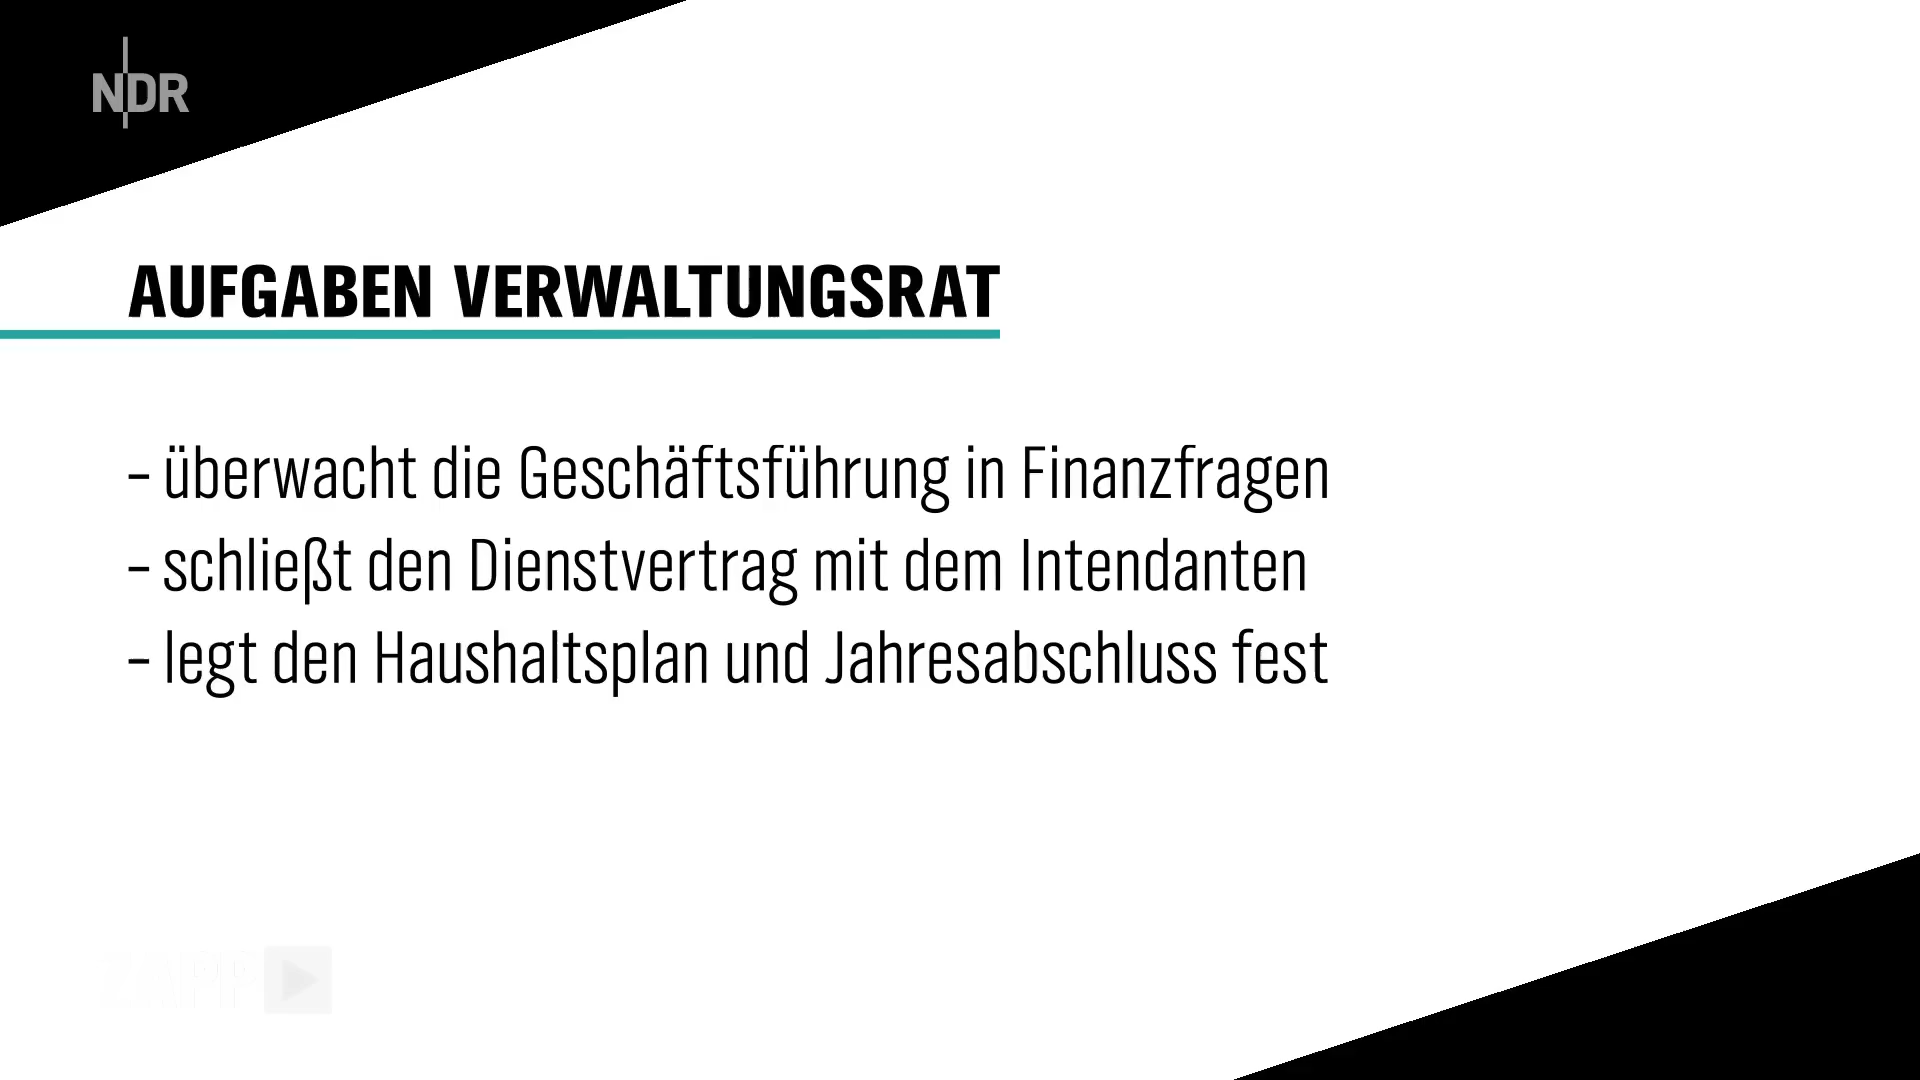 NDR
AUFGABEN VERWALTUNGSRAT
– überwacht die Geschäftsführung in Finanzfragen
– schließt den Dienstvertrag mit dem Intendanten
– legt den Haushaltsplan und Jahresabschluss fest
ZAPP